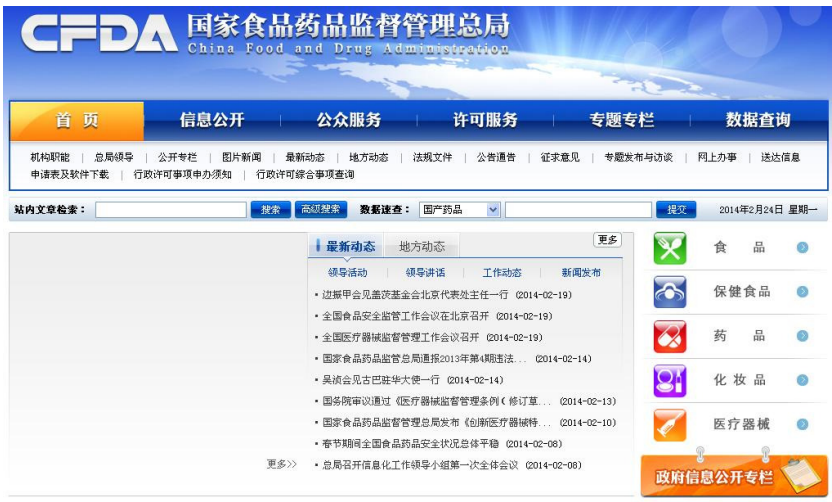 CFDA 国家食品药品监督管理总局
China Food and Drug Administration
首 页 信息公开 公众服务 许可服务 专题专栏 数据查询
机构职能 | 总局领导 | 公开专栏 | 图片新闻 | 最新动态 | 地方动态 | 法规文件 | 公告通告 | 征求意见 | 专题发布与访谈 | 网上办事 | 送达信息
申请表及软件下载 | 行政许可事项申办须知 | 行政许可综合事项查询
站内文章检索： 搜索 高级搜索 数据速查： 国产药品 提交 2014年2月24日 星期一
最新动态 地方动态 更多
领导活动 | 领导讲话 | 工作动态 | 新闻发布
边振甲会见盖茨基金会北京代表处主任一行 (2014-02-19)
全国食品安全监管工作会议在北京召开 (2014-02-19)
全国医疗器械监督管理工作会议召开 (2014-02-19)
国家食品药品监管总局通报2013年第4期违法... (2014-02-14)
吴浈会见古巴驻华大使一行 (2014-02-14)
国务院审议通过《医疗器械监督管理条例(修订草... (2014-02-13)
国家食品药品监督管理总局发布《创新医疗器械特... (2014-02-10)
春节期间全国食品药品安全状况总体平稳 (2014-02-08)
总局召开信息化工作领导小组第一次全体会议 (2014-02-08)
更多>>
食 品
保健食品
药 品
化 妆 品
医疗器械
政府信息公开专栏